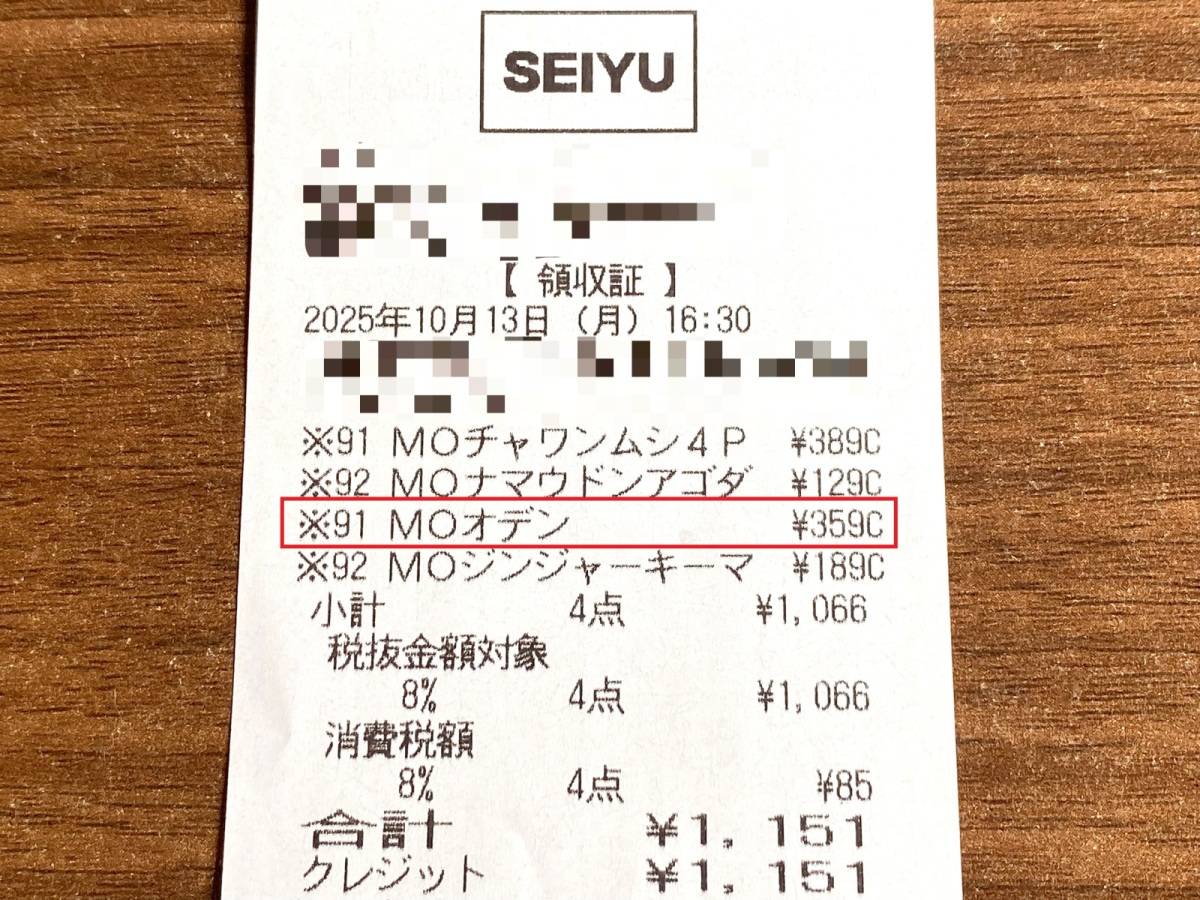 SEIYU
【 領収証 】
2025年10月13日 (月) 16:30
※91 MOチャワンムシ4P ¥389C
※92 MOナマウドンアゴダ ¥129C
※91 MOオデン ¥359C
※92 MOジンジャーキーマ ¥189C
小計 4点 ¥1,066
税抜金額対象
8% 4点 ¥1,066
消費税額
8% 4点 ¥85
合計 ¥1,151
クレジット ¥1,151